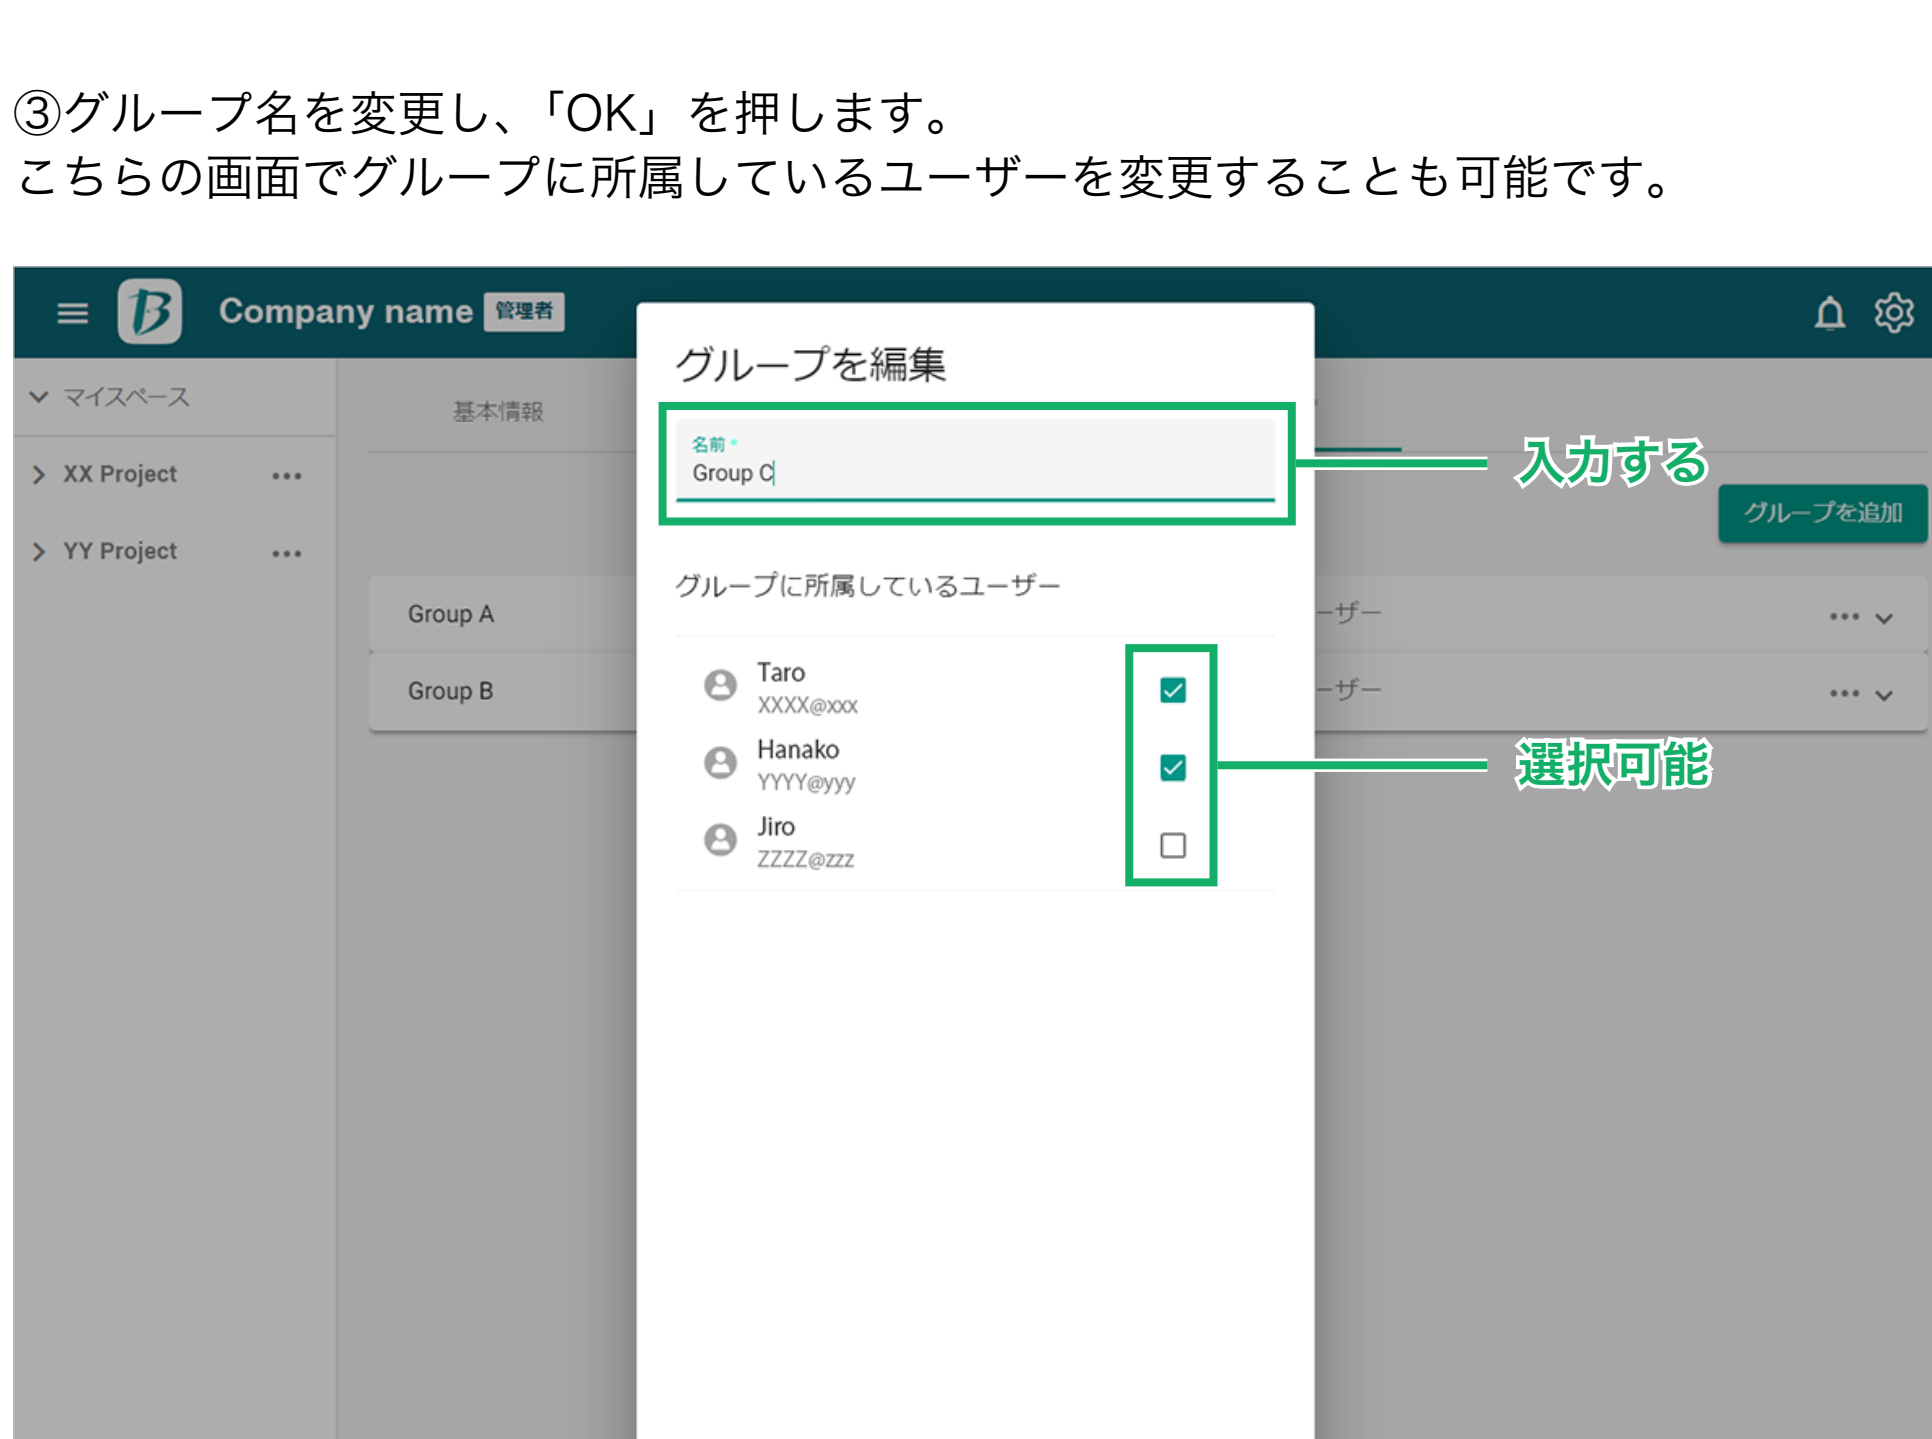 ③グループ名を変更し、「OK」を押します。
こちらの画面でグループに所属しているユーザーを変更することも可能です。
Company name 管理者
マイスペース
XX Project
YY Project
基本情報
グループを追加
Group A ーザー
Group B ーザー
グループを編集
名前 *
Group C
入力する
グループに所属しているユーザー
Taro
XXXX@xxx
Hanako
YYYY@yyy
選択可能
Jiro
ZZZZ@zzz